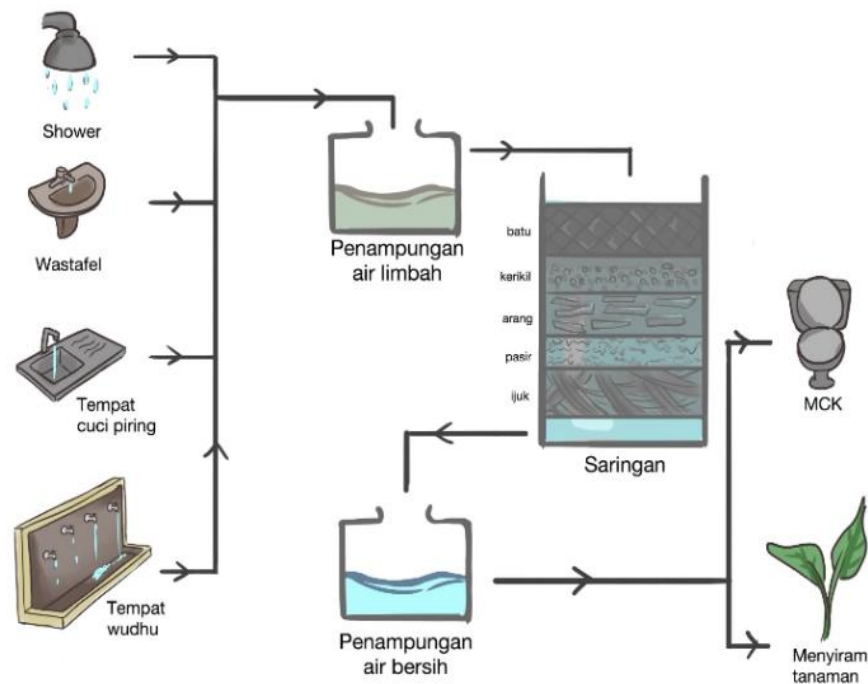 Shower
Wastafel
Tempat
cuci piring
Tempat
wudhu
Penampungan
air limbah
batu
kerikil
arang
pasir
ijuk
Saringan
Penampungan
air bersih
MCK
Menyiram
tanaman